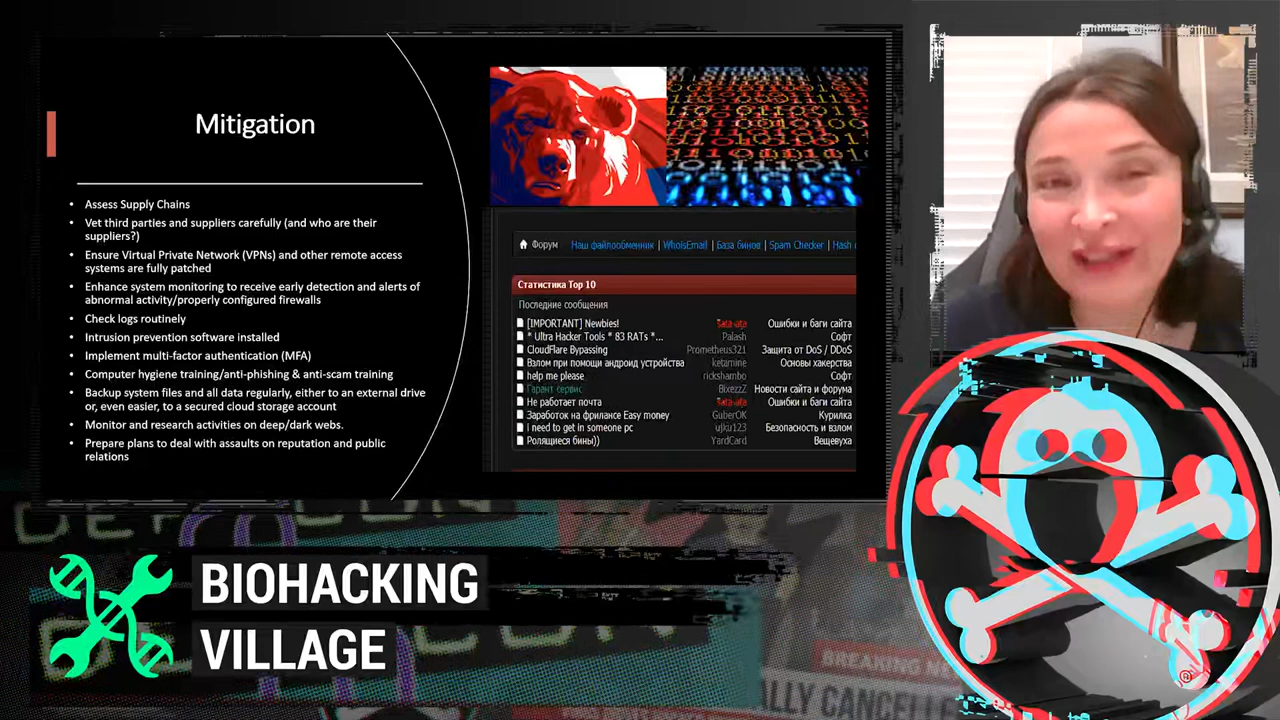 Mitigation
• Assess Supply Chains
• Vet third parties and suppliers carefully (and who are their
suppliers?)
• Ensure Virtual Private Network (VPNs) and other remote access
systems are fully patched
• Enhance system monitoring to receive early detection and alerts of
abnormal activity/properly configured firewalls
• Check logs routinely
• Intrusion prevention software installed
• Implement multi-factor authentication (MFA)
• Computer hygiene training/anti-phishing & anti-scam training
• Backup system files and all data regularly, either to an external drive
or, even easier, to a secured cloud storage account
• Monitor and research activities on deep/dark webs.
• Prepare plans to deal with assaults on reputation and public
relations
Форум Наш файлообменник | WhoIsEmail | База бинов | Spam Checker | Hash
Статистика Top 10
Последние сообщения
[IMPORTANT] Newbies! Ошибки и баги сайта
* Ultra Hacker Tools * 83 RATs *... Palash Софт
CloudFlare Bypassing Prometheus321 Защита от DoS / DDoS
Взлом при помощи андроид устройства riketamine Основы хакерства
help me please rickshambo Софт
Гарант сервис BixezzZ Новости сайта и форума
Не работает почта Ошибки и баги сайта
Заработок на фрилансе Easy money GuberOK Курилка
I need to get in someone pc ujku123 Безопасность и взлом
Ролящиеся бины)) YardCard Вещевуха
BIOHACKING
VILLAGE
DEF CON
BREAKING
ALLY CANCELLE
®